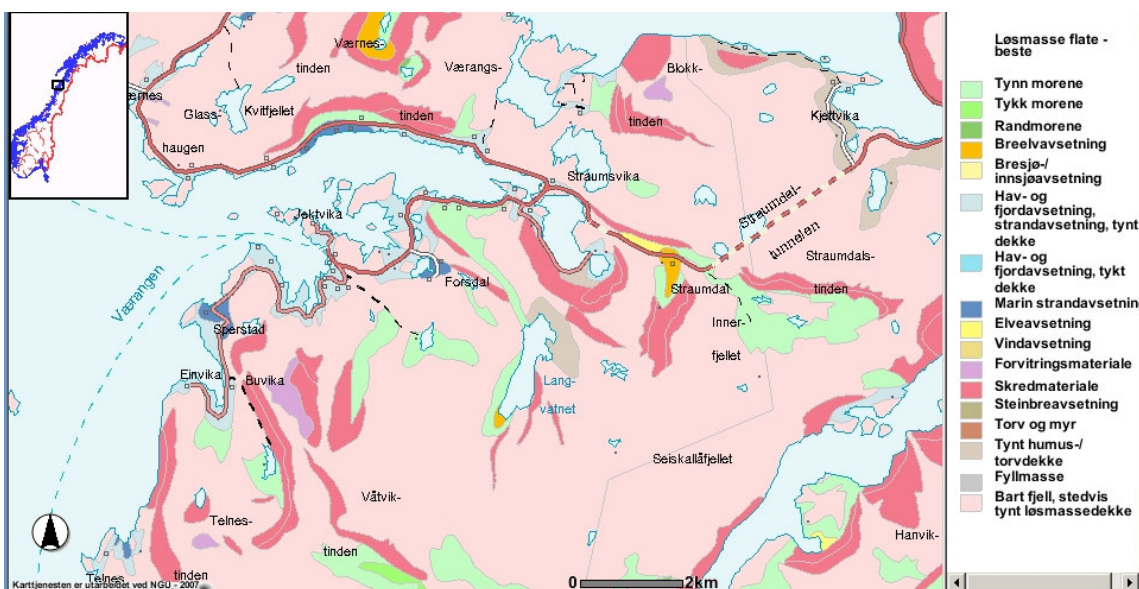 Værnes-
tinden
Værangs-
Blokk-
ærnes
Glass-
Kvitfjellet
tinden
tinden
Kjettvika
haugen
Straumsvika
Jektvika
Straumdal-
tunnelen
Straumdals-
Forsdal
Straumdal
tinden
Værangen
Sperstad
Inner-
fjellet
Einvika
Buvika
Lang-
vatnet
Seiskallåfjellet
Våtvik-
Telnes-
Hanvik-
tinden
Telnes
tinden
Karttjenesten er utarbeidet ved NGU - 2007
0 2km
Løsmasse flate -
beste
Tynn morene
Tykk morene
Randmorene
Breelvavsetning
Bresjø-/
innsjøavsetning
Hav- og
fjordavsetning,
strandavsetning, tynt
dekke
Hav- og
fjordavsetning, tykt
dekke
Marin strandavsetning
Elveavsetning
Vindavsetning
Forvitringsmateriale
Skredmateriale
Steinbreavsetning
Torv og myr
Tynt humus-/
torvdekke
Fyllmasse
Bart fjell, stedvis
tynt løsmassedekke